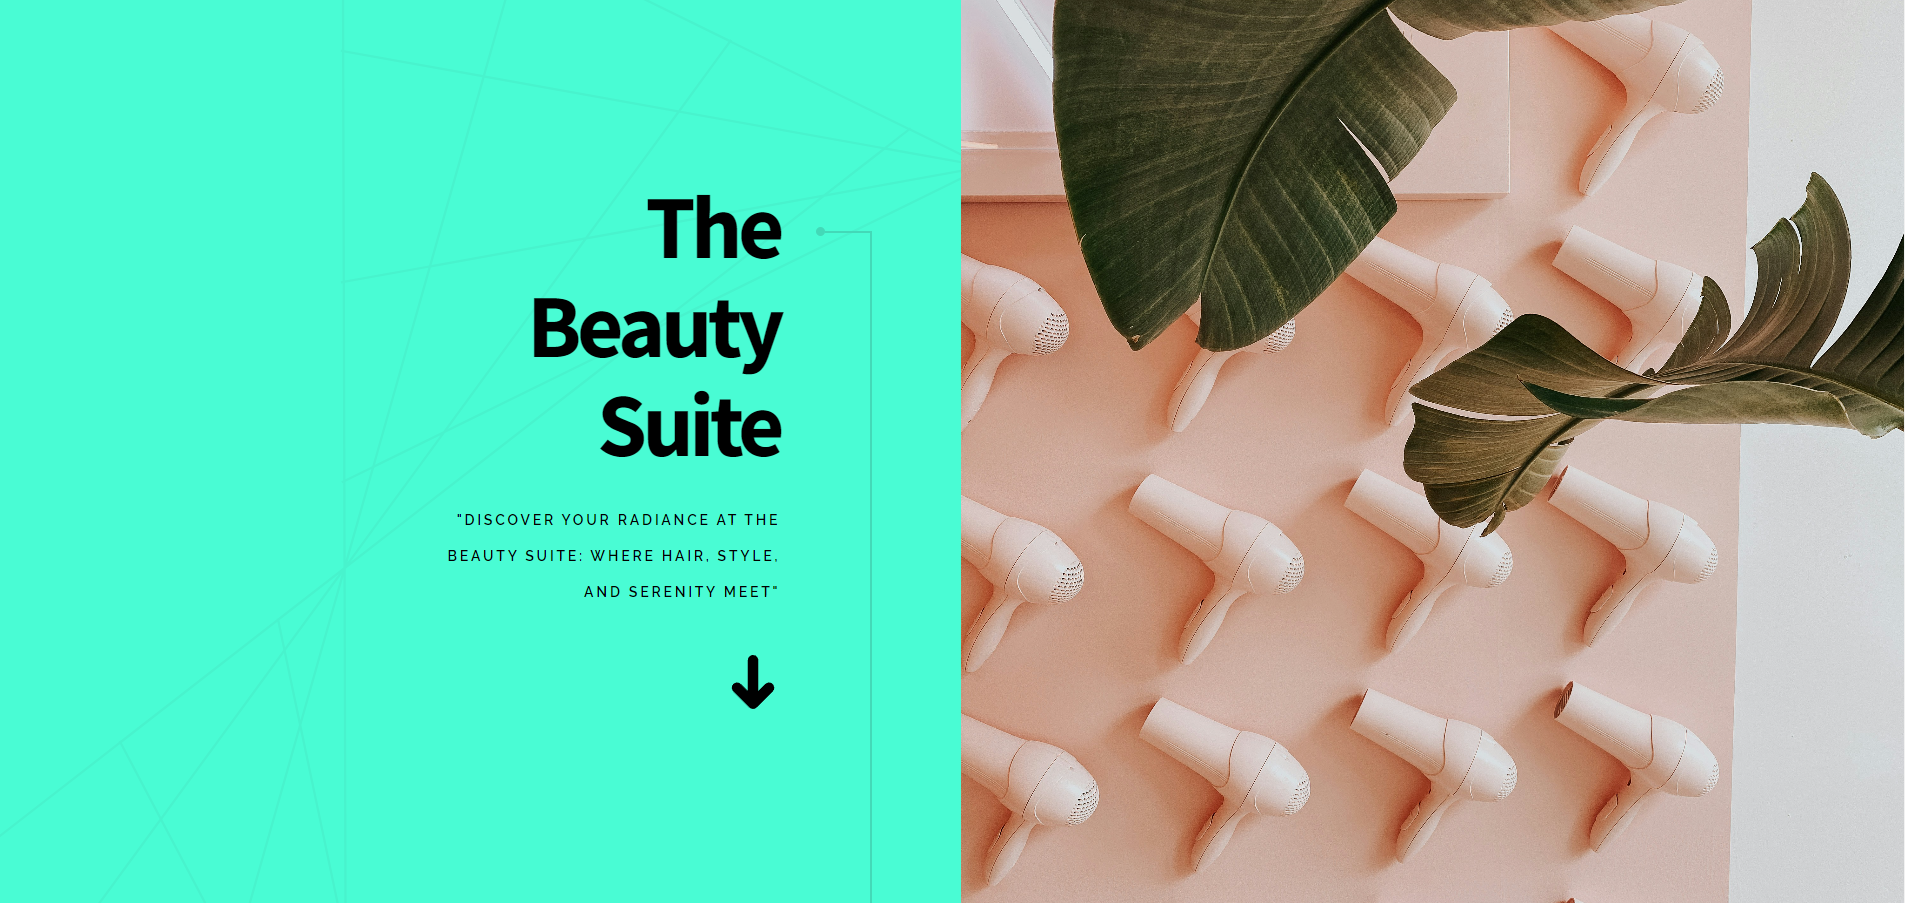 The
Beauty
Suite
"DISCOVER YOUR RADIANCE AT THE
BEAUTY SUITE: WHERE HAIR, STYLE,
AND SERENITY MEET"